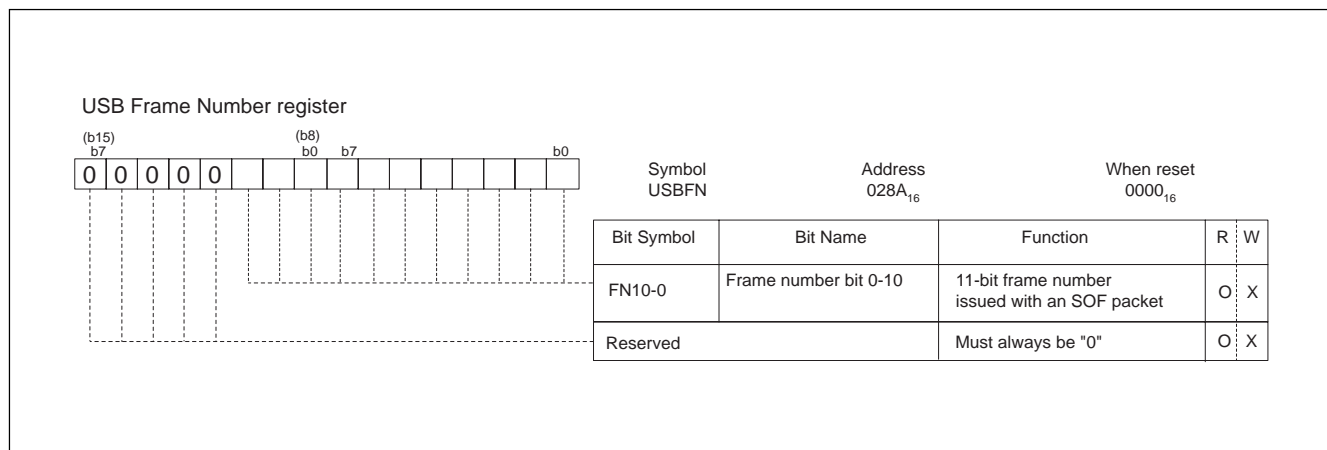 USB Frame Number register
(b15) (b8)
b7 b0 b7 b0
0 0 0 0 0
Symbol Address When reset
USBFN 028A16 000016
Bit Symbol Bit Name Function R W
FN10-0 Frame number bit 0-10 11-bit frame number
issued with an SOF packet O X
Reserved Must always be "0" O X